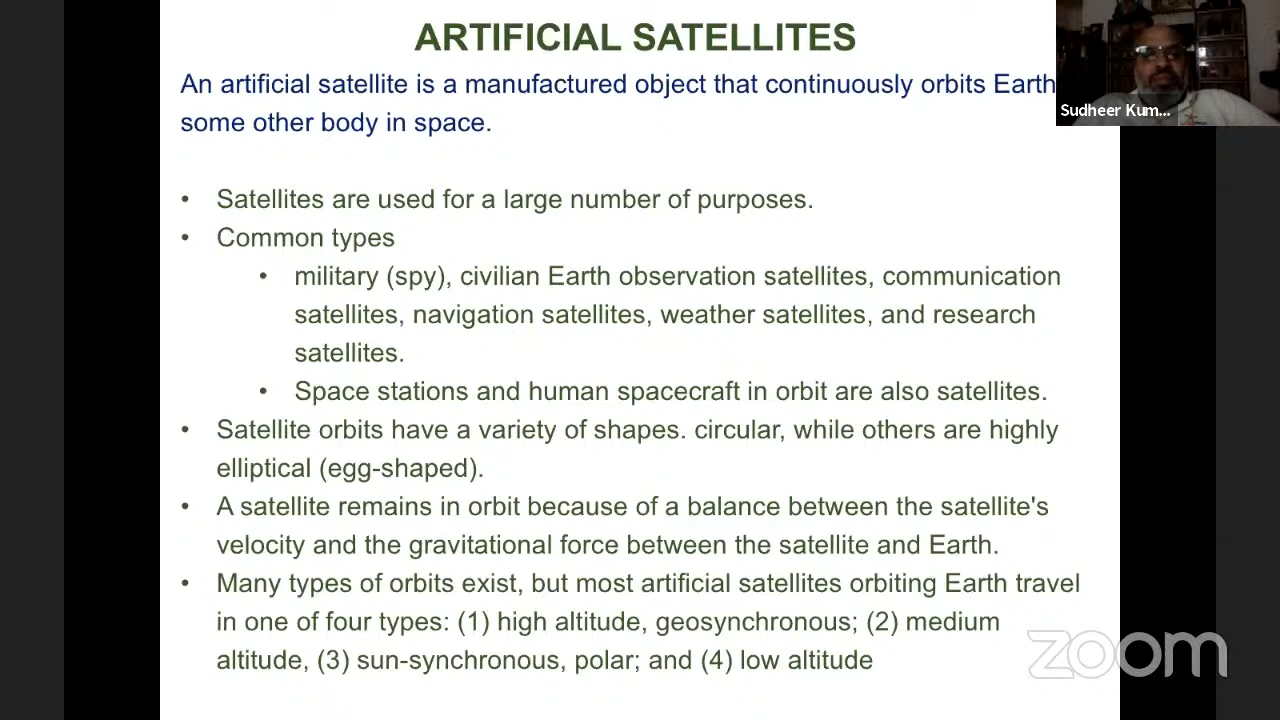 ARTIFICIAL SATELLITES
An artificial satellite is a manufactured object that continuously orbits Earth
some other body in space.
Sudheer Kum...
• Satellites are used for a large number of purposes.
• Common types
• military (spy), civilian Earth observation satellites, communication
satellites, navigation satellites, weather satellites, and research
satellites.
• Space stations and human spacecraft in orbit are also satellites.
• Satellite orbits have a variety of shapes. circular, while others are highly
elliptical (egg-shaped).
• A satellite remains in orbit because of a balance between the satellite's
velocity and the gravitational force between the satellite and Earth.
• Many types of orbits exist, but most artificial satellites orbiting Earth travel
in one of four types: (1) high altitude, geosynchronous; (2) medium
altitude, (3) sun-synchronous, polar; and (4) low altitude
zoom